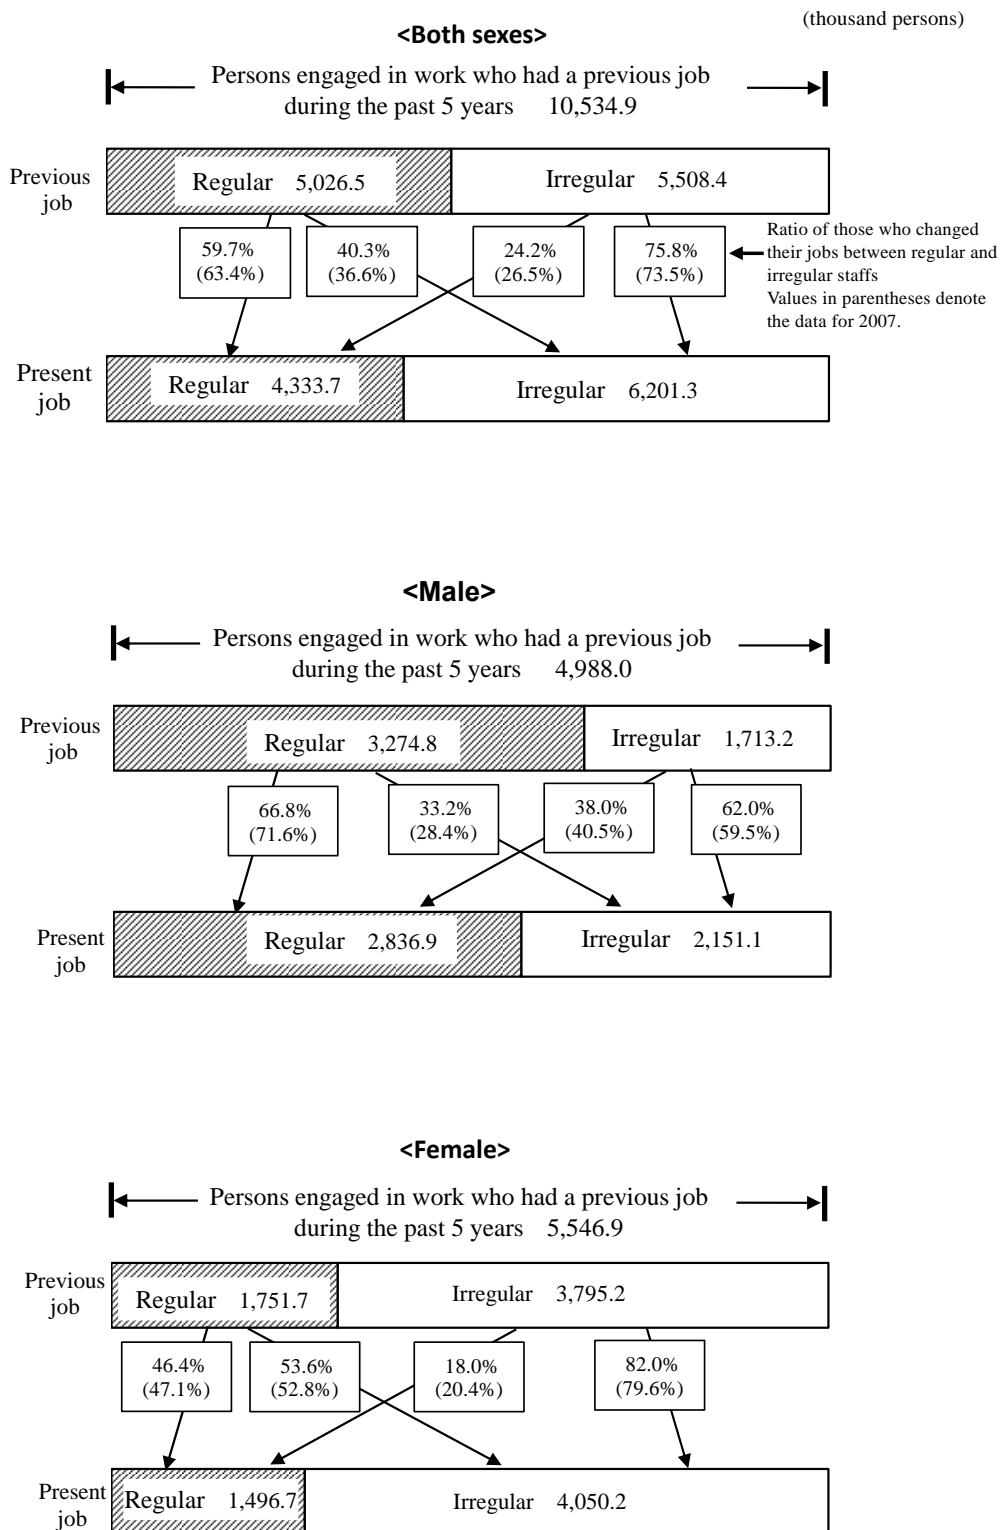 (thousand persons)
<Both sexes>
Persons engaged in work who had a previous job
during the past 5 years 10,534.9
Previous
job
Regular 5,026.5
Irregular 5,508.4
59.7%
(63.4%)
40.3%
(36.6%)
24.2%
(26.5%)
75.8%
(73.5%)
Ratio of those who changed
their jobs between regular and
irregular staffs
Values in parentheses denote
the data for 2007.
Present
job
Regular 4,333.7
Irregular 6,201.3
<Male>
Persons engaged in work who had a previous job
during the past 5 years 4,988.0
Previous
job
Regular 3,274.8
Irregular 1,713.2
66.8%
(71.6%)
33.2%
(28.4%)
38.0%
(40.5%)
62.0%
(59.5%)
Present
job
Regular 2,836.9
Irregular 2,151.1
<Female>
Persons engaged in work who had a previous job
during the past 5 years 5,546.9
Previous
job
Regular 1,751.7
Irregular 3,795.2
46.4%
(47.1%)
53.6%
(52.8%)
18.0%
(20.4%)
82.0%
(79.6%)
Present
job
Regular 1,496.7
Irregular 4,050.2